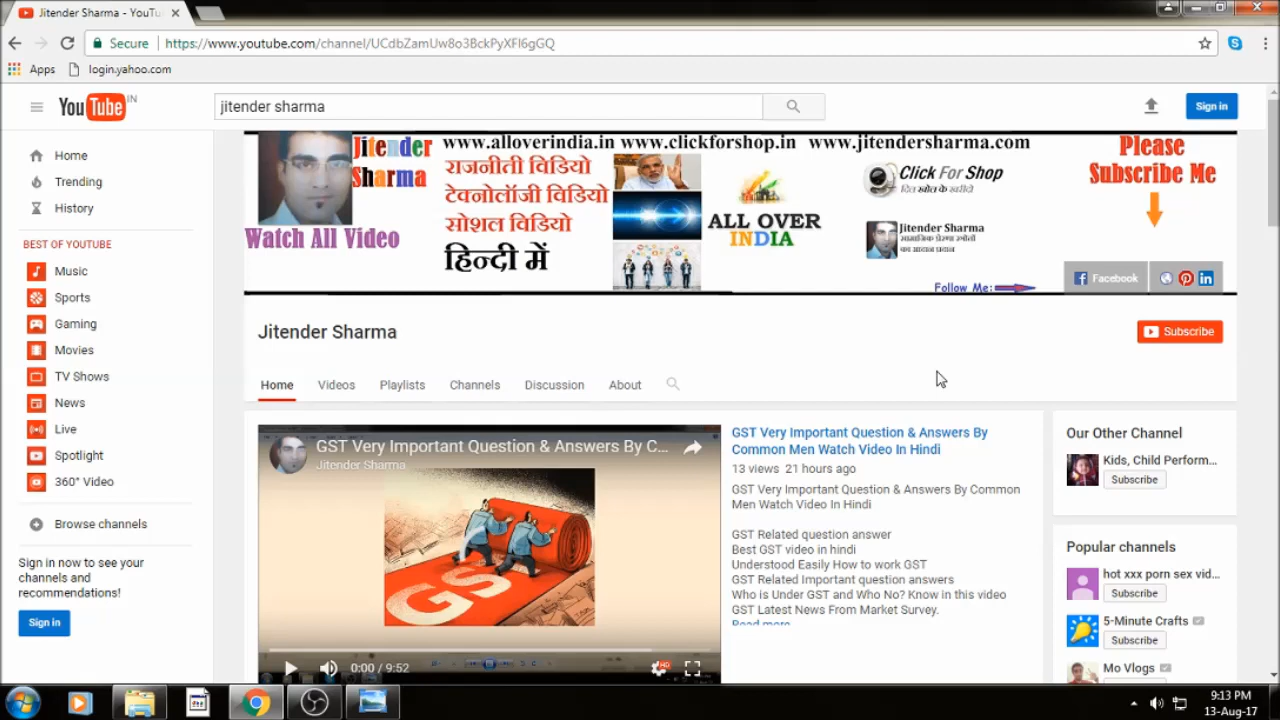 Jitender Sharma - YouTu
Secure https://www.youtube.com/channel/UCdbZamUw8o3BckPyXFl6gGQ
Apps login.yahoo.com
YouTube IN
jitender sharma
Sign in
Home
Trending
History
BEST OF YOUTUBE
Music
Sports
Gaming
Movies
TV Shows
News
Live
Spotlight
360° Video
Browse channels
Sign in now to see your
channels and
recommendations!
Sign in
Jitender
Sharma
Watch All Video
www.alloverindia.in www.clickforshop.in www.jitendersharma.com
राजनीती विडियो
टेक्नोलॉजी विडियो
सोशल विडियो
हिन्दी में
ALL OVER
INDIA
Click For Shop
दिल खोल के खरीदो
Jitender Sharma
सामाजिक प्रेरणा स्त्रोतों
का आदान प्रदान
Please
Subscribe Me
Follow Me:
Facebook
Jitender Sharma
Subscribe
Home Videos Playlists Channels Discussion About
GST Very Important Question & Answers By C...
Jitender Sharma
GS
0:00 / 9:52
HD
GST Very Important Question & Answers By
Common Men Watch Video In Hindi
13 views 21 hours ago
GST Very Important Question & Answers By Common
Men Watch Video In Hindi
GST Related question answer
Best GST video in hindi
Understood Easily How to work GST
GST Related Important question answers
Who is Under GST and Who No? Know in this video
GST Latest News From Market Survey.
Read more
Our Other Channel
Kids, Child Perform...
Subscribe
Popular channels
hot xxx porn sex vid...
Subscribe
5-Minute Crafts
Subscribe
Mo Vlogs
9:13 PM
13-Aug-17